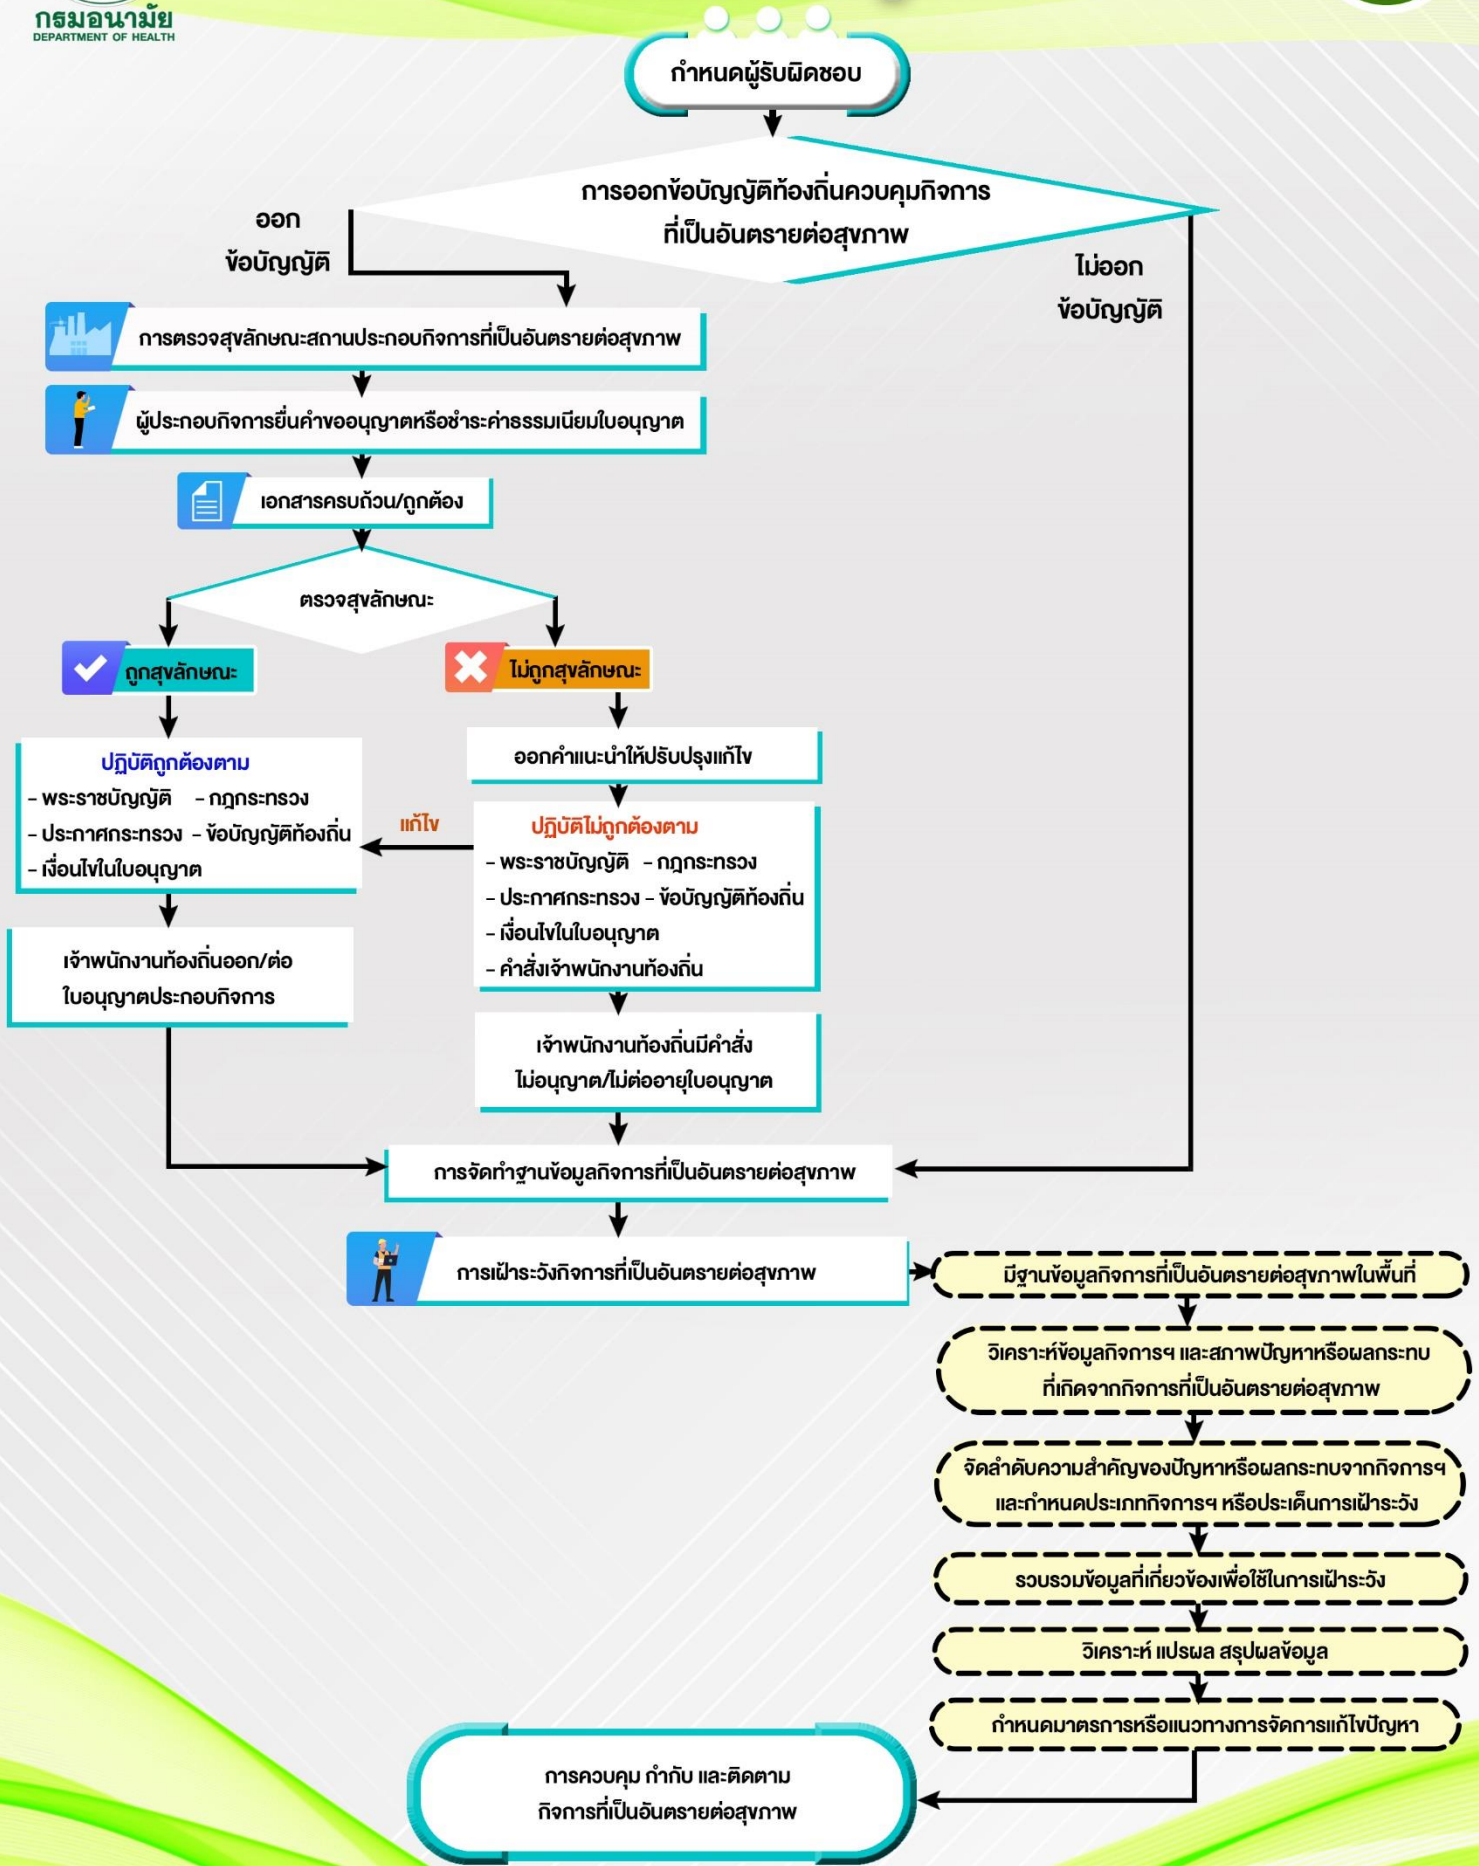 กรมอนามัย
DEPARTMENT OF HEALTH
กำหนดผู้รับผิดชอบ
การออกข้อบัญญัติท้องถิ่นควบคุมกิจการ
ที่เป็นอันตรายต่อสุขภาพ
ออก
ข้อบัญญัติ
ไม่ออก
ข้อบัญญัติ
การตรวจสุขลักษณะสถานประกอบกิจการที่เป็นอันตรายต่อสุขภาพ
ผู้ประกอบกิจการยื่นคำขออนุญาตหรือชำระค่าธรรมเนียมใบอนุญาต
เอกสารครบถ้วน/ถูกต้อง
ตรวจสุขลักษณะ
ถูกสุขลักษณะ
ไม่ถูกสุขลักษณะ
ปฏิบัติถูกต้องตาม
- พระราชบัญญัติ - กฎกระทรวง
- ประกาศกระทรวง - ข้อบัญญัติท้องถิ่น
- เงื่อนไขในใบอนุญาต
ออกคำแนะนำให้ปรับปรุงแก้ไข
แก้ไข
ปฏิบัติไม่ถูกต้องตาม
- พระราชบัญญัติ - กฎกระทรวง
- ประกาศกระทรวง - ข้อบัญญัติท้องถิ่น
- เงื่อนไขในใบอนุญาต
- คำสั่งเจ้าพนักงานท้องถิ่น
เจ้าพนักงานท้องถิ่นออก/ต่อ
ใบอนุญาตประกอบกิจการ
เจ้าพนักงานท้องถิ่นมีคำสั่ง
ไม่อนุญาต/ไม่ต่ออายุใบอนุญาต
การจัดทำฐานข้อมูลกิจการที่เป็นอันตรายต่อสุขภาพ
การเฝ้าระวังกิจการที่เป็นอันตรายต่อสุขภาพ
มีฐานข้อมูลกิจการที่เป็นอันตรายต่อสุขภาพในพื้นที่
วิเคราะห์ข้อมูลกิจการฯ และสภาพปัญหาหรือผลกระทบ
ที่เกิดจากกิจการที่เป็นอันตรายต่อสุขภาพ
จัดลำดับความสำคัญของปัญหาหรือผลกระทบจากกิจการฯ
และกำหนดประเภทกิจการฯ หรือประเด็นการเฝ้าระวัง
รวบรวมข้อมูลที่เกี่ยวข้องเพื่อใช้ในการเฝ้าระวัง
วิเคราะห์ แปรผล สรุปผลข้อมูล
กำหนดมาตรการหรือแนวทางการจัดการแก้ไขปัญหา
การควบคุม กำกับ และติดตาม
กิจการที่เป็นอันตรายต่อสุขภาพ